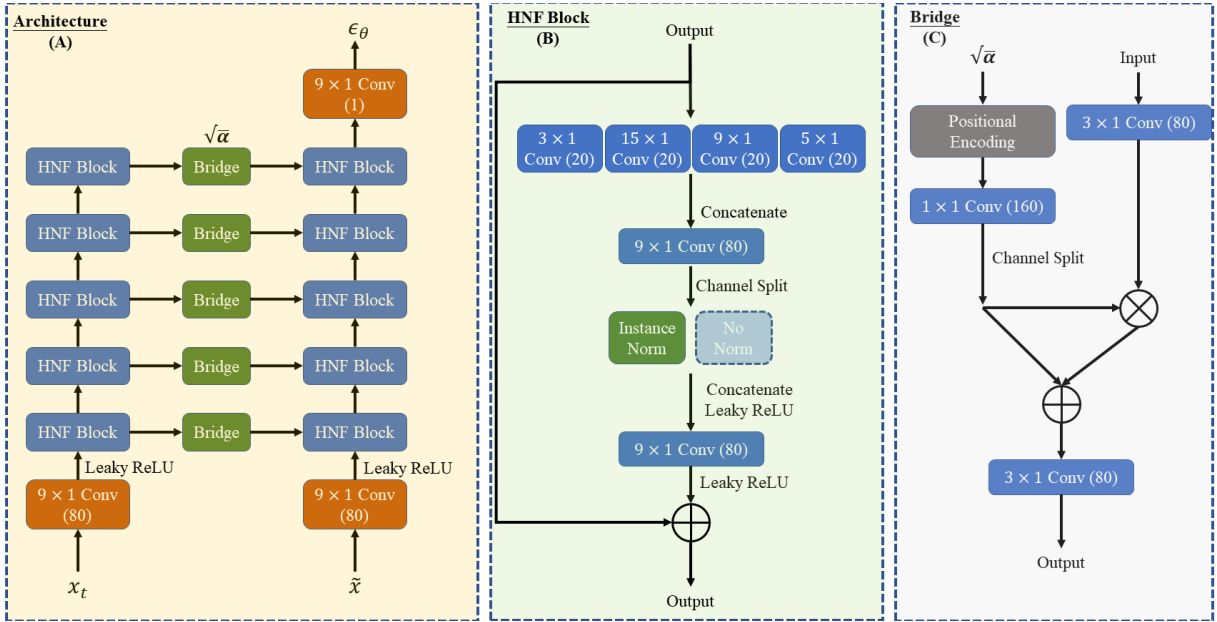 Architecture
(A)
ϵ_θ
9 × 1 Conv
(1)
√ᾱ
HNF Block
Bridge
HNF Block
HNF Block
Bridge
HNF Block
HNF Block
Bridge
HNF Block
HNF Block
Bridge
HNF Block
HNF Block
Bridge
HNF Block
Leaky ReLU
Leaky ReLU
9 × 1 Conv
(80)
9 × 1 Conv
(80)
x_t
x̃
HNF Block
(B)
Output
3 × 1
Conv (20)
15 × 1
Conv (20)
9 × 1
Conv (20)
5 × 1
Conv (20)
Concatenate
9 × 1 Conv (80)
Channel Split
Instance
Norm
No
Norm
Concatenate
Leaky ReLU
9 × 1 Conv (80)
Leaky ReLU
Output
Bridge
(C)
√ᾱ
Input
Positional
Encoding
3 × 1 Conv (80)
1 × 1 Conv (160)
Channel Split
3 × 1 Conv (80)
Output